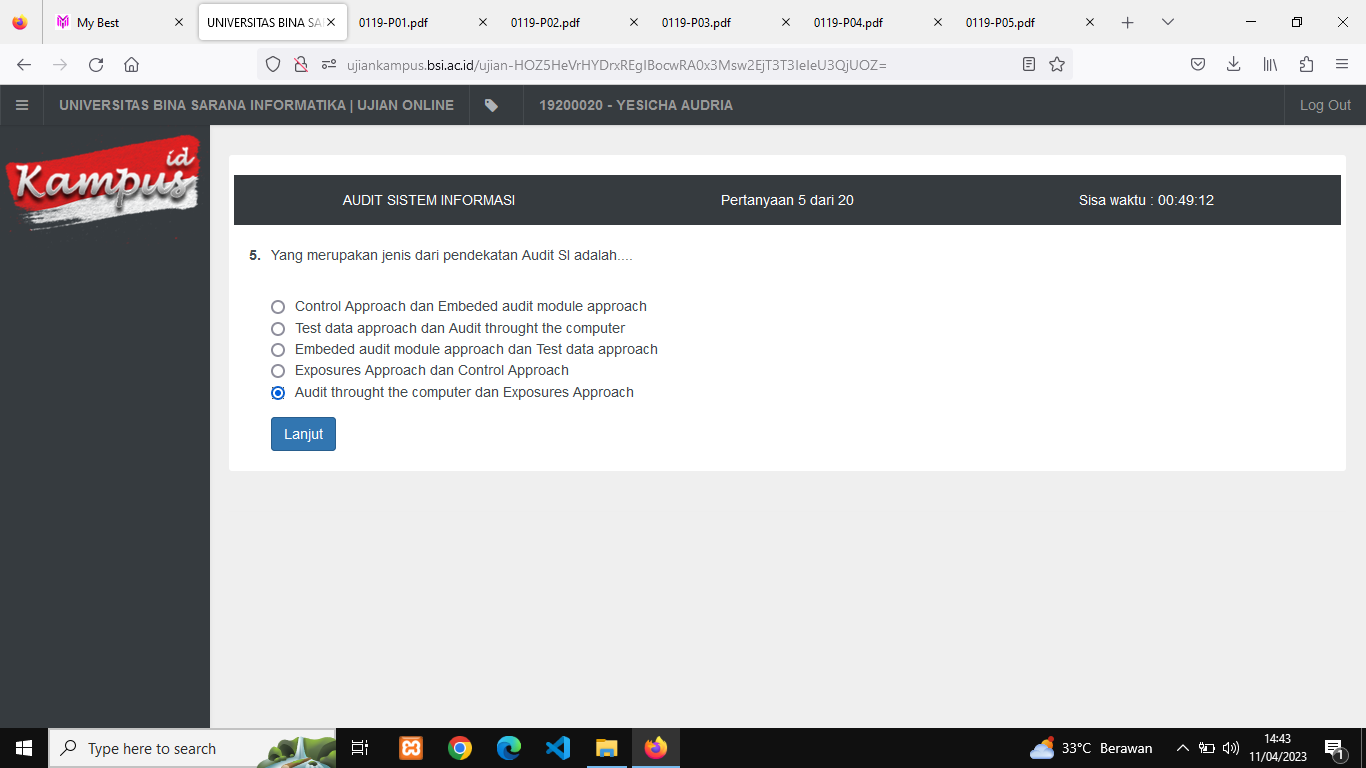 My Best
UNIVERSITAS BINA SA
0119-P01.pdf
0119-P02.pdf
0119-P03.pdf
0119-P04.pdf
0119-P05.pdf
ujiankampus.bsi.ac.id/ujian-HOZ5HeVrHYDrxREgIBocwRA0x3Msw2EjT3T3IeIeU3QjUOZ=
UNIVERSITAS BINA SARANA INFORMATIKA | UJIAN ONLINE
19200020 - YESICHA AUDRIA
Log Out
Kampus id
AUDIT SISTEM INFORMASI
Pertanyaan 5 dari 20
Sisa waktu : 00:49:12
5. Yang merupakan jenis dari pendekatan Audit SI adalah....
Control Approach dan Embeded audit module approach
Test data approach dan Audit throught the computer
Embeded audit module approach dan Test data approach
Exposures Approach dan Control Approach
Audit throught the computer dan Exposures Approach
Lanjut
Type here to search
33°C Berawan
14:43
11/04/2023
1